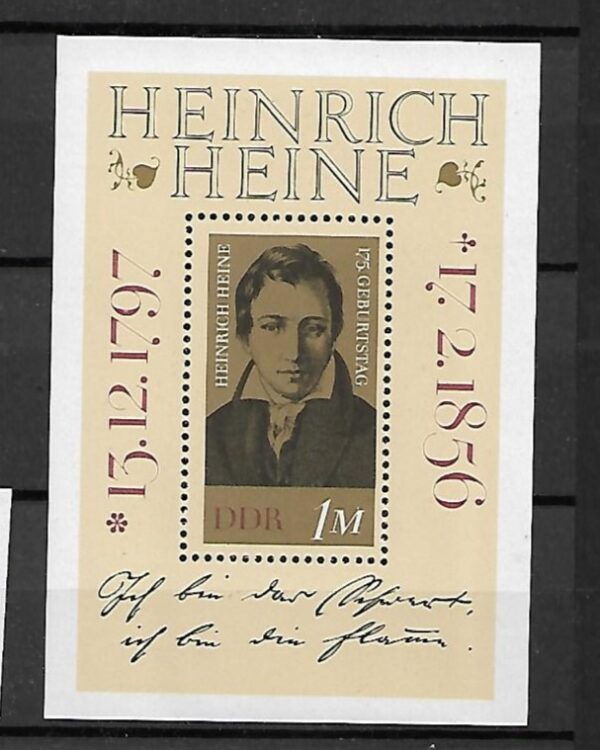 HEINRICH
HEINE
* 13.12.1797
† 17.2.1856
HEINRICH HEINE
175. GEBURTSTAG
DDR 1M
Ich bin das Schwert,
ich bin die Flamme.